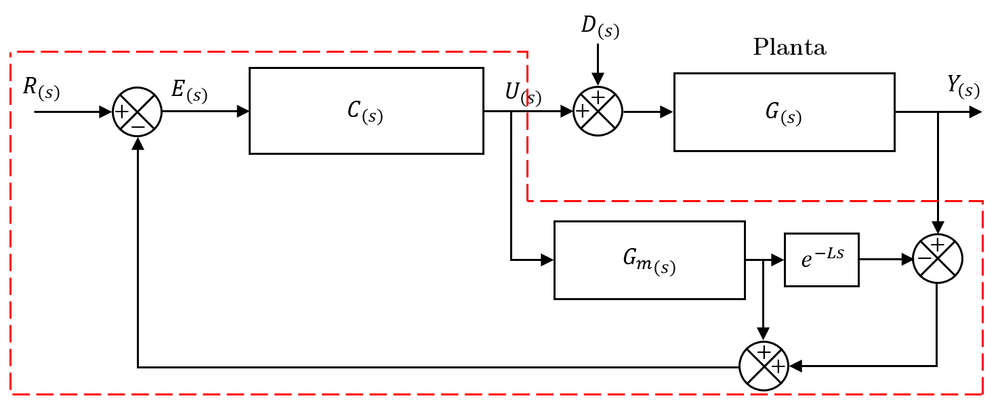 D(s)
Planta
R(s)
+
−
E(s)
C(s)
U(s)
+
+
G(s)
Y(s)
Gm(s)
e^−Ls
+
−
+
+